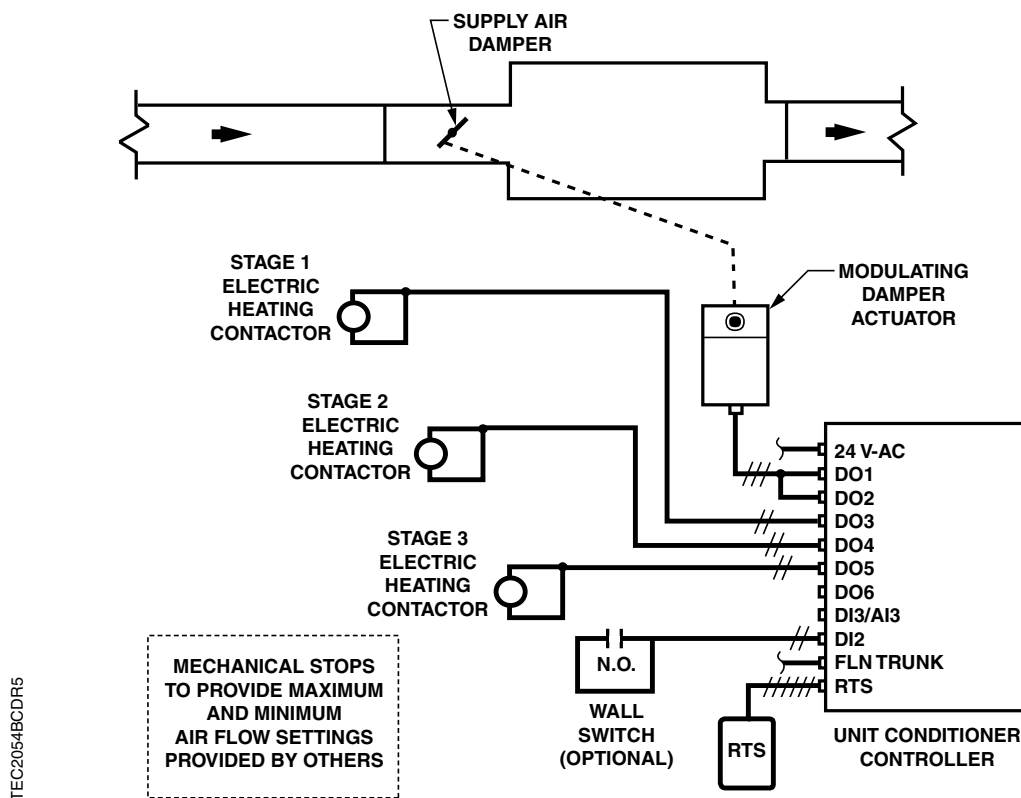 SUPPLY AIR
DAMPER
STAGE 1
ELECTRIC
HEATING
CONTACTOR
MODULATING
DAMPER
ACTUATOR
STAGE 2
ELECTRIC
HEATING
CONTACTOR
24 V-AC
DO1
DO2
DO3
DO4
DO5
DO6
DI3/AI3
DI2
FLN TRUNK
RTS
STAGE 3
ELECTRIC
HEATING
CONTACTOR
N.O.
WALL
SWITCH
(OPTIONAL)
RTS
UNIT CONDITIONER
CONTROLLER
MECHANICAL STOPS
TO PROVIDE MAXIMUM
AND MINIMUM
AIR FLOW SETTINGS
PROVIDED BY OTHERS
TEC2054BCDR5